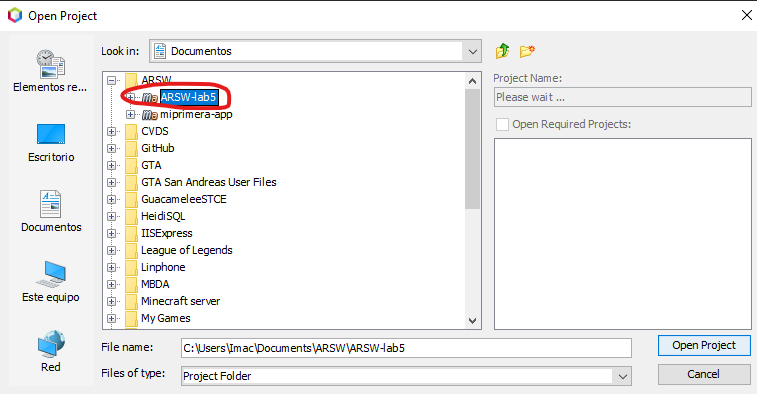 Open Project
Look in:
Documentos
Elementos re...
Escritorio
Documentos
Este equipo
Red
ARSW
ARSW-lab5
miprimera-app
CVDS
GitHub
GTA
GTA San Andreas User Files
GuacameleeSTCE
HeidiSQL
IISExpress
League of Legends
Linphone
MBDA
Minecraft server
My Games
Project Name:
Please wait ...
Open Required Projects:
File name:
C:\Users\Imac\Documents\ARSW\ARSW-lab5
Open Project
Files of type:
Project Folder
Cancel